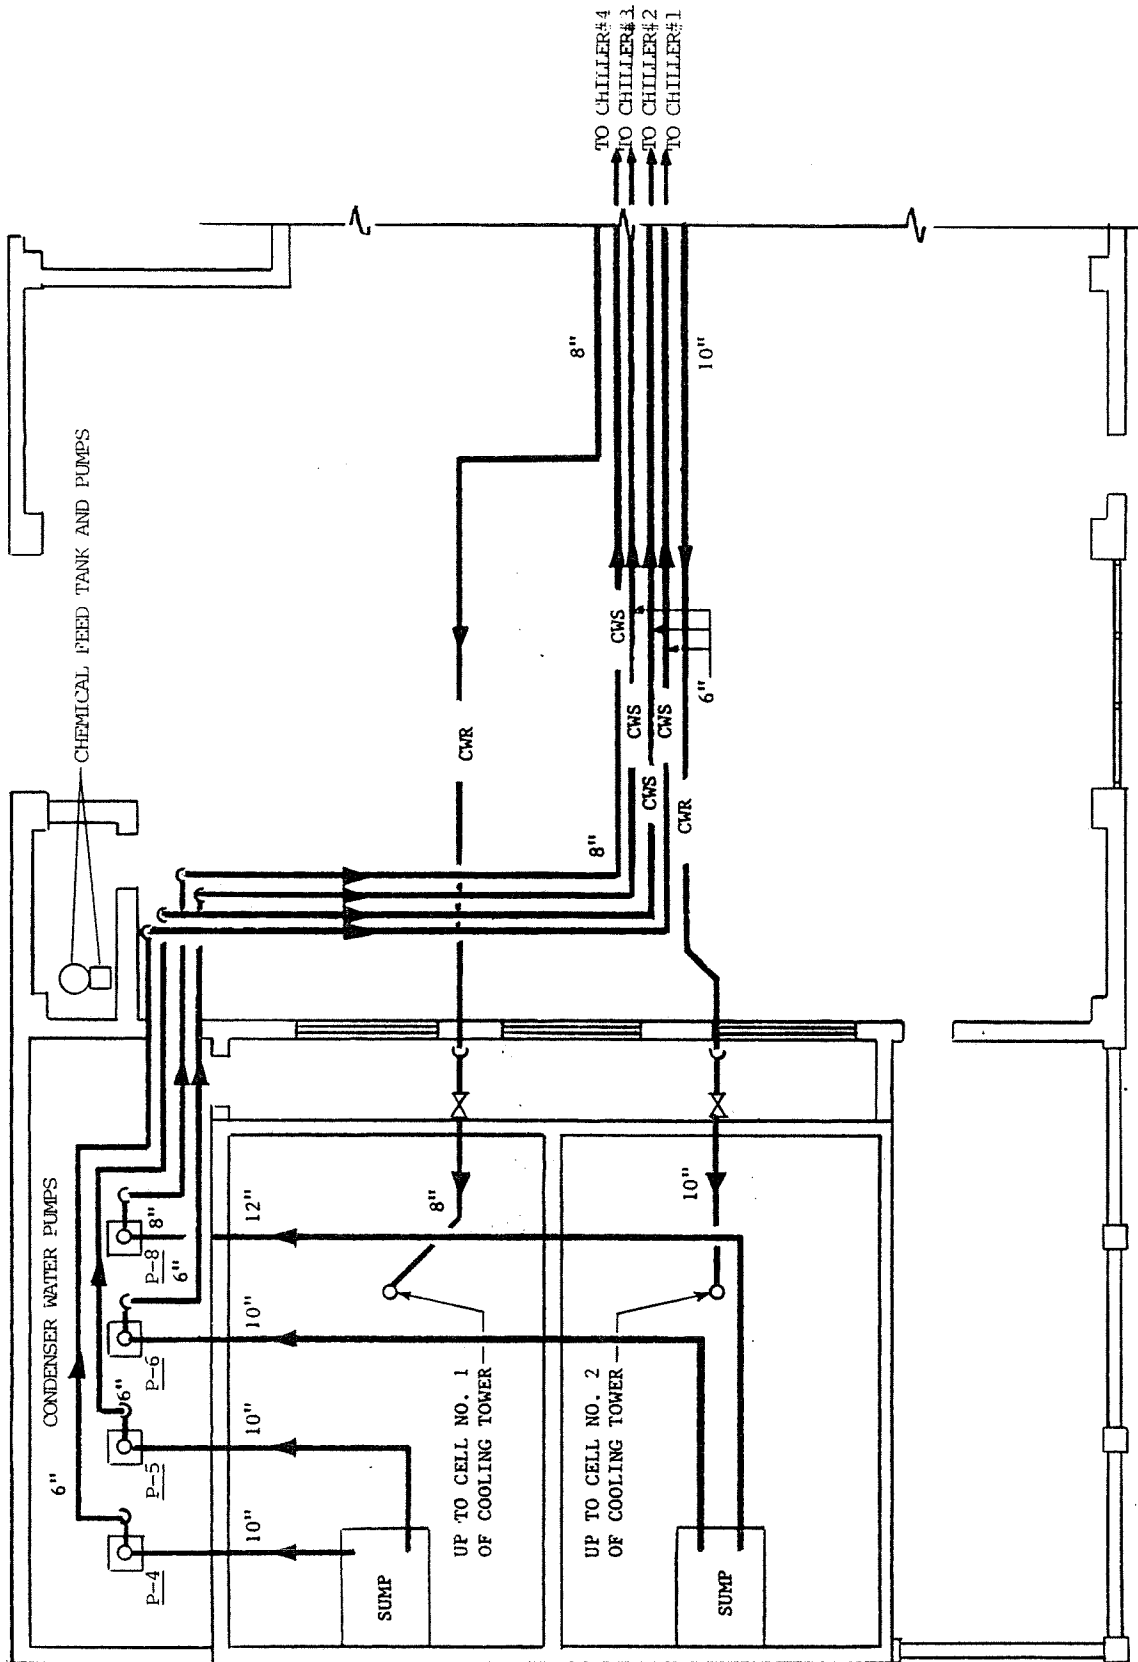 TO CHILLER#4
TO CHILLER#3
TO CHILLER#2
TO CHILLER#1
CHEMICAL FEED TANK AND PUMPS
8"
10"
CWS
CWR
CWS
CWS
CWS
CWR
6"
8"
CONDENSER WATER PUMPS
6"
6"
8"
6"
P-4
P-5
P-6
P-8
10"
10"
10"
12"
8"
10"
UP TO CELL NO. 1
OF COOLING TOWER
UP TO CELL NO. 2
OF COOLING TOWER
SUMP
SUMP